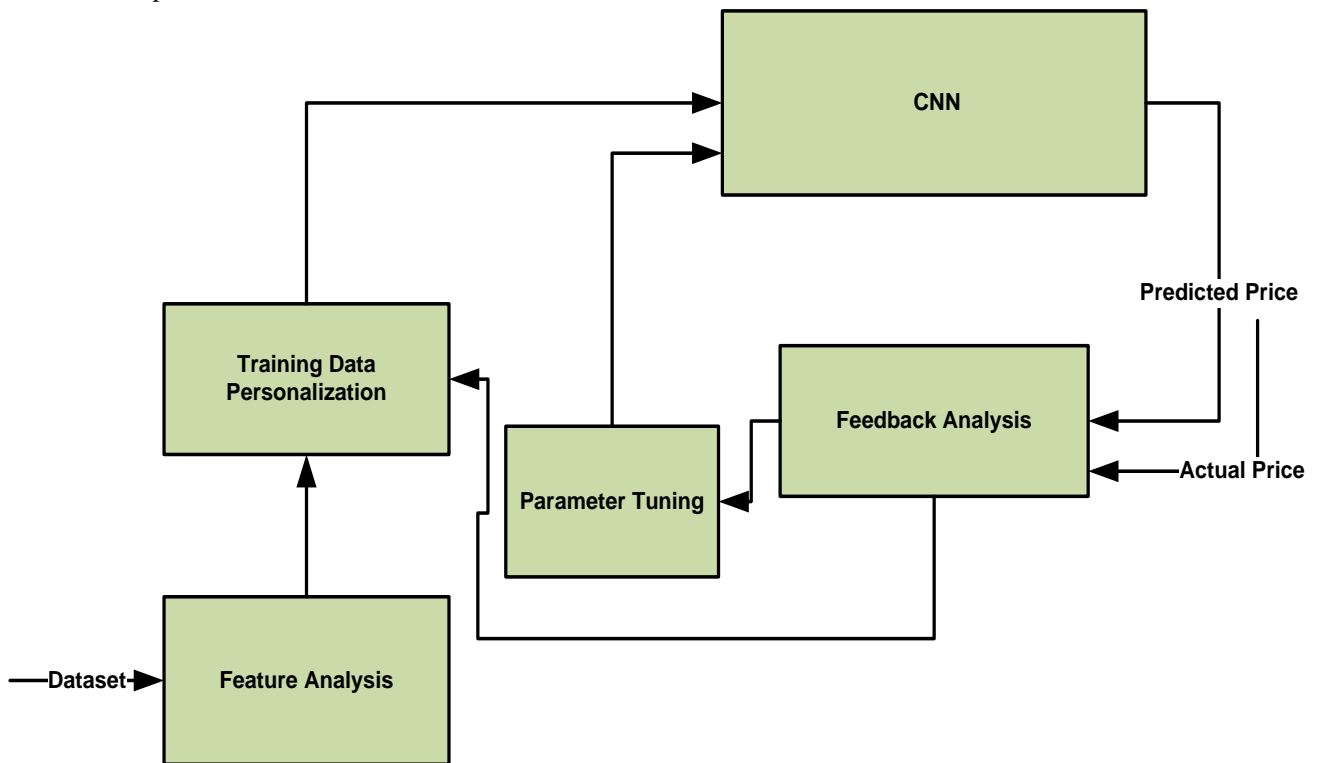 CNN
Predicted Price
Training Data
Personalization
Feedback Analysis
Actual Price
Parameter Tuning
Dataset
Feature Analysis